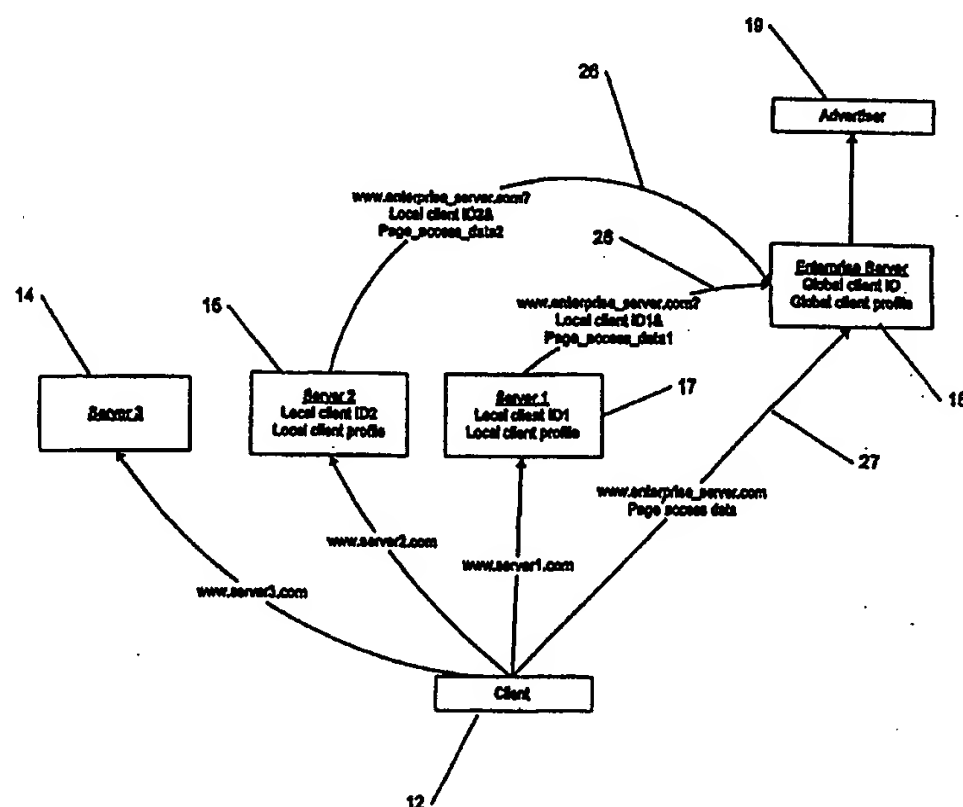 19
26
Advertiser
www.enterprise_server.com?
Local client ID2&
Page_access_data2
28
Enterprise Server
Global client ID
Global client profile
14
16
www.enterprise_server.com?
Local client ID1&
Page_access_data1
Server 3
Server 2
Local client ID2
Local client profile
Server 1
Local client ID1
Local client profile
17
18
27
www.enterprise_server.com
Page access data
www.server2.com
www.server1.com
www.server3.com
Client
12